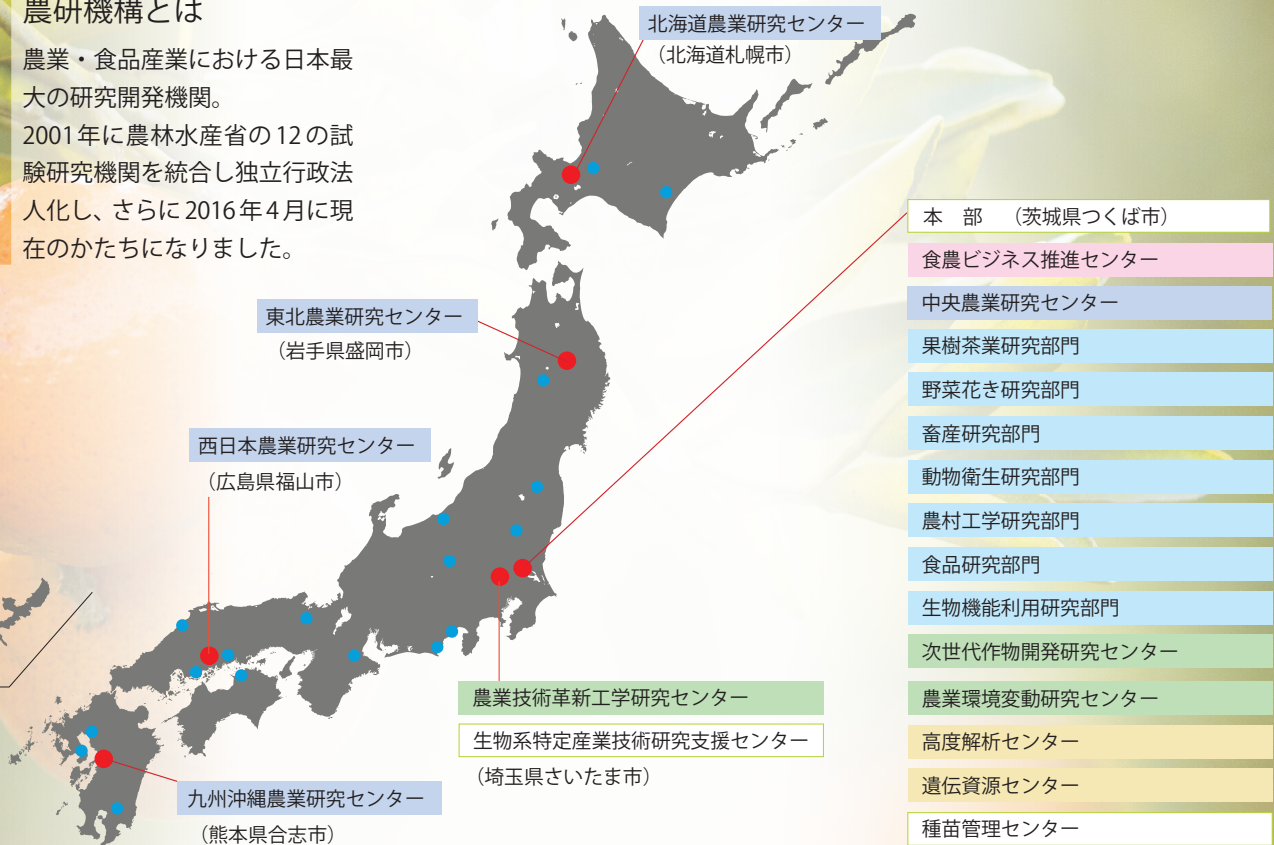 農研機構とは
農業・食品産業における日本最
大の研究開発機関。
2001年に農林水産省の12の試
験研究機関を統合し独立行政法
人化し、さらに2016年4月に現
在のかたちになりました。
北海道農業研究センター
（北海道札幌市）
東北農業研究センター
（岩手県盛岡市）
西日本農業研究センター
（広島県福山市）
農業技術革新工学研究センター
生物系特定産業技術研究支援センター
（埼玉県さいたま市）
九州沖縄農業研究センター
（熊本県合志市）
本　部　（茨城県つくば市）
食農ビジネス推進センター
中央農業研究センター
果樹茶業研究部門
野菜花き研究部門
畜産研究部門
動物衛生研究部門
農村工学研究部門
食品研究部門
生物機能利用研究部門
次世代作物開発研究センター
農業環境変動研究センター
高度解析センター
遺伝資源センター
種苗管理センター